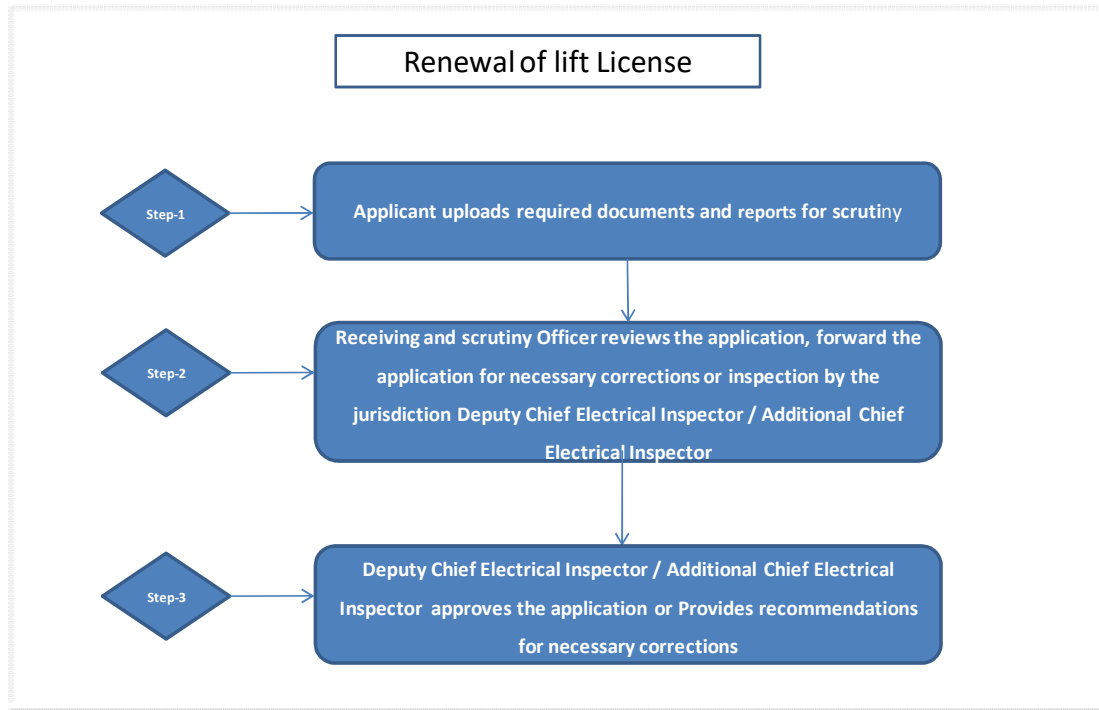 Renewal of lift License
Step-1
Applicant uploads required documents and reports for scrutiny
Step-2
Receiving and scrutiny Officer reviews the application, forward the
application for necessary corrections or inspection by the
jurisdiction Deputy Chief Electrical Inspector / Additional Chief
Electrical Inspector
Step-3
Deputy Chief Electrical Inspector / Additional Chief Electrical
Inspector approves the application or Provides recommendations
for necessary corrections